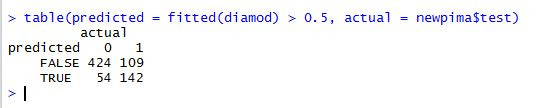 > table(predicted = fitted(diamod) > 0.5, actual = newpima$test)
         actual
predicted   0   1
    FALSE 424 109
    TRUE   54 142
>